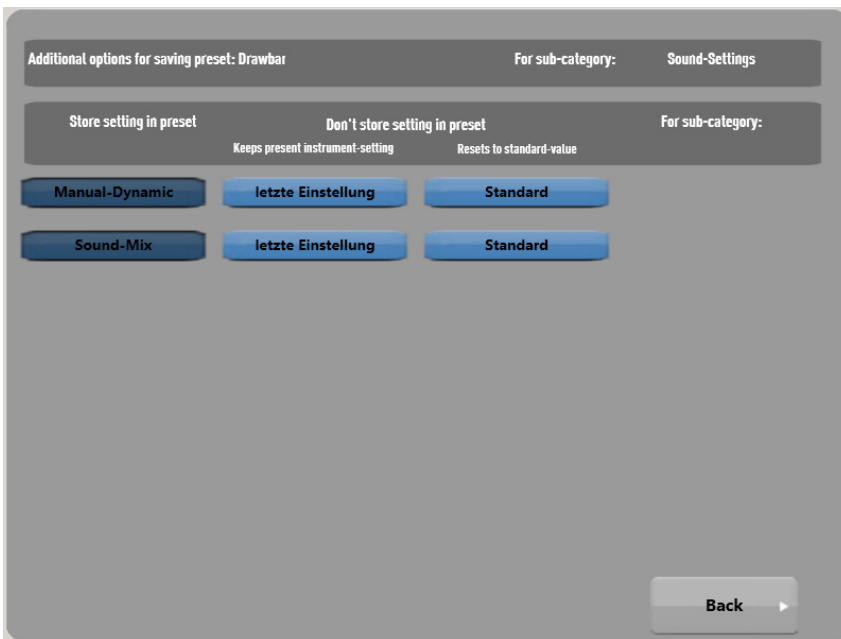 Additional options for saving preset: Drawbar For sub-category: Sound-Settings
Store setting in preset Don't store setting in preset For sub-category:
Keeps present instrument-setting Resets to standard-value
Manual-Dynamic letzte Einstellung Standard
Sound-Mix letzte Einstellung Standard
Back